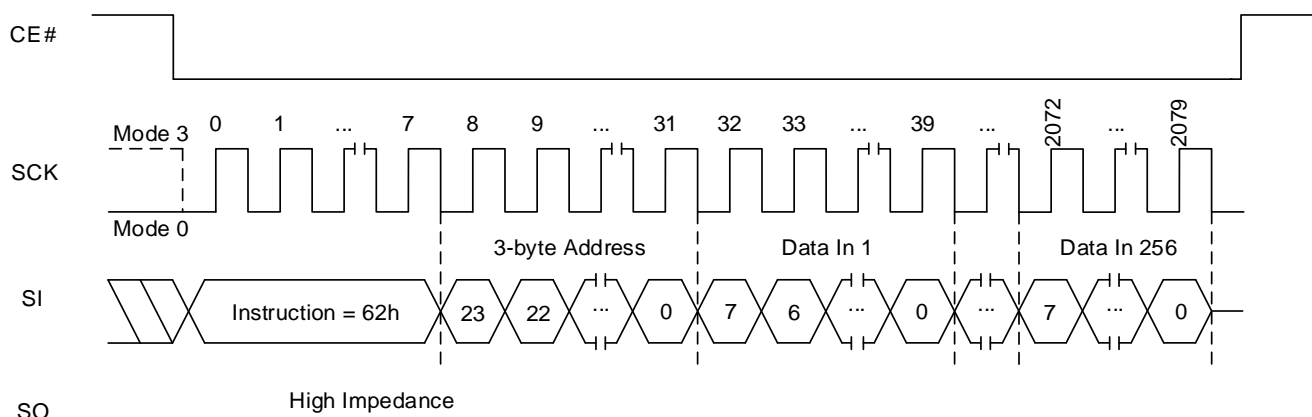 CE#
0 1 ... 7 8 9 ... 31 32 33 ... 39 ... 2072 ... 2079
Mode 3
SCK
Mode 0
3-byte Address Data In 1 Data In 256
SI
Instruction = 62h 23 22 ... 0 7 6 ... 0 ... 7 ... 0
High Impedance
SO